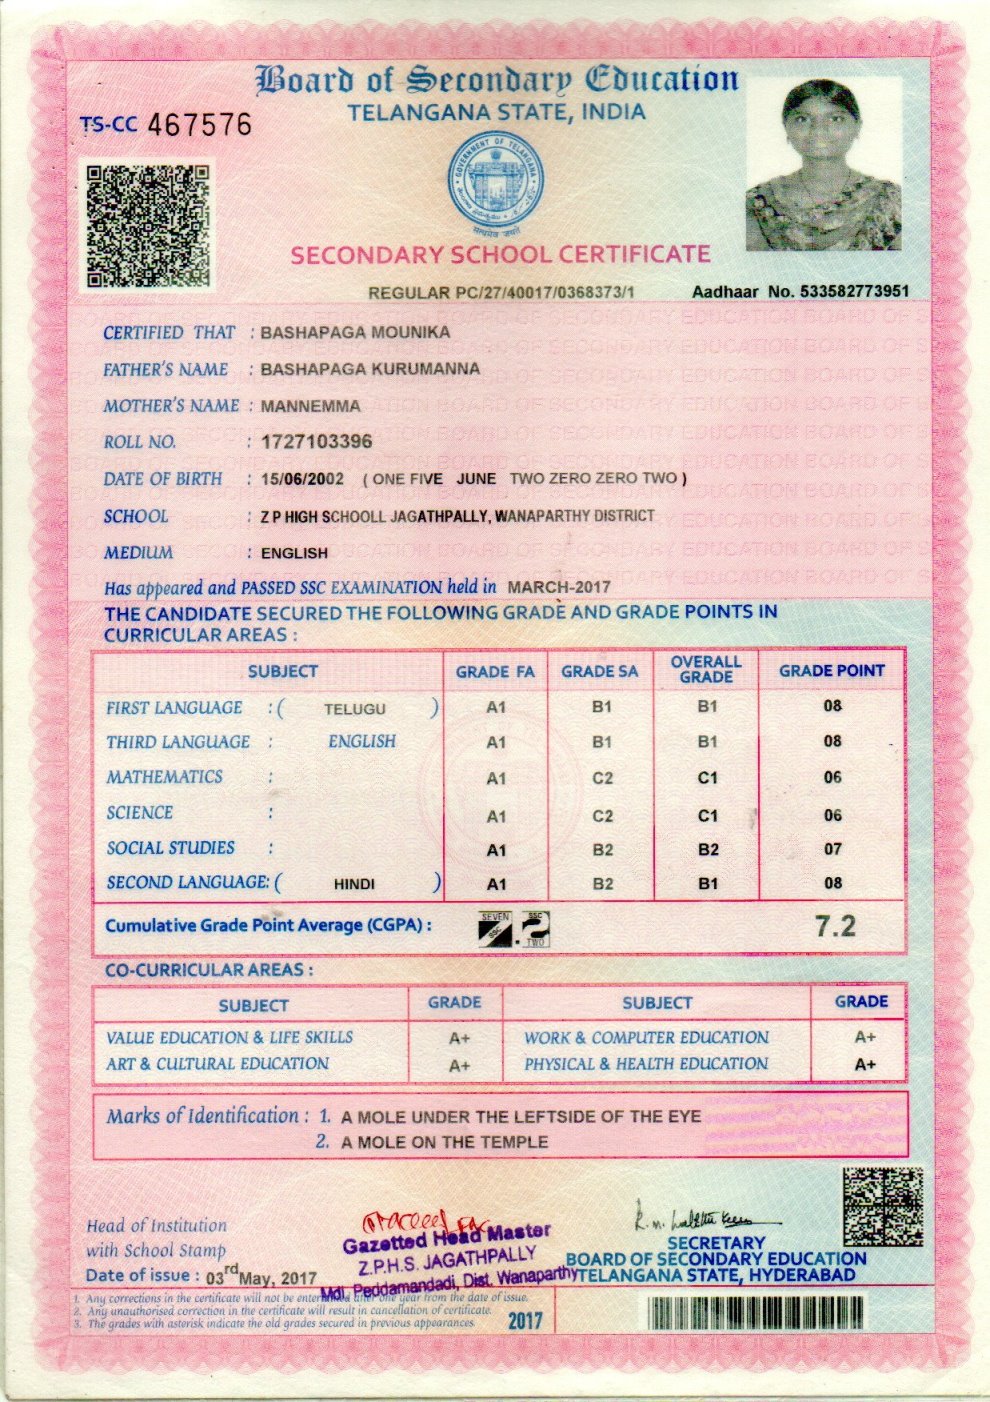 Board of Secondary Education
TELANGANA STATE, INDIA
TS-CC 467576
GOVERNMENT OF TELANGANA
सत्यमेव जयते
SECONDARY SCHOOL CERTIFICATE
REGULAR PC/27/40017/0368373/1 Aadhaar No. 533582773951
CERTIFIED THAT : BASHAPAGA MOUNIKA
FATHER'S NAME : BASHAPAGA KURUMANNA
MOTHER'S NAME : MANNEMMA
ROLL NO. : 1727103396
DATE OF BIRTH : 15/06/2002 ( ONE FIVE JUNE TWO ZERO ZERO TWO )
SCHOOL : Z P HIGH SCHOOLL JAGATHPALLY, WANAPARTHY DISTRICT
MEDIUM : ENGLISH
Has appeared and PASSED SSC EXAMINATION held in MARCH-2017
THE CANDIDATE SECURED THE FOLLOWING GRADE AND GRADE POINTS IN
CURRICULAR AREAS :
SUBJECT GRADE FA GRADE SA OVERALL GRADE GRADE POINT
FIRST LANGUAGE : ( TELUGU ) A1 B1 B1 08
THIRD LANGUAGE : ENGLISH A1 B1 B1 08
MATHEMATICS : A1 C2 C1 06
SCIENCE : A1 C2 C1 06
SOCIAL STUDIES : A1 B2 B2 07
SECOND LANGUAGE: ( HINDI ) A1 B2 B1 08
Cumulative Grade Point Average (CGPA) : SEVEN SSC . SSC TWO 7.2
CO-CURRICULAR AREAS :
SUBJECT GRADE SUBJECT GRADE
VALUE EDUCATION & LIFE SKILLS A+ WORK & COMPUTER EDUCATION A+
ART & CULTURAL EDUCATION A+ PHYSICAL & HEALTH EDUCATION A+
Marks of Identification : 1. A MOLE UNDER THE LEFTSIDE OF THE EYE
2. A MOLE ON THE TEMPLE
Head of Institution
with School Stamp
Date of issue : 03rd May, 2017
Gazetted Head Master
Z.P.H.S. JAGATHPALLY
Mdl. Peddamandadi, Dist. Wanaparthy
SECRETARY
BOARD OF SECONDARY EDUCATION
TELANGANA STATE, HYDERABAD
1. Any corrections in the certificate will not be entertained after one year from the date of issue.
2. Any unauthorised correction in the certificate will result in cancellation of certificate.
3. The grades with asterisk indicate the old grades secured in previous appearances.
2017